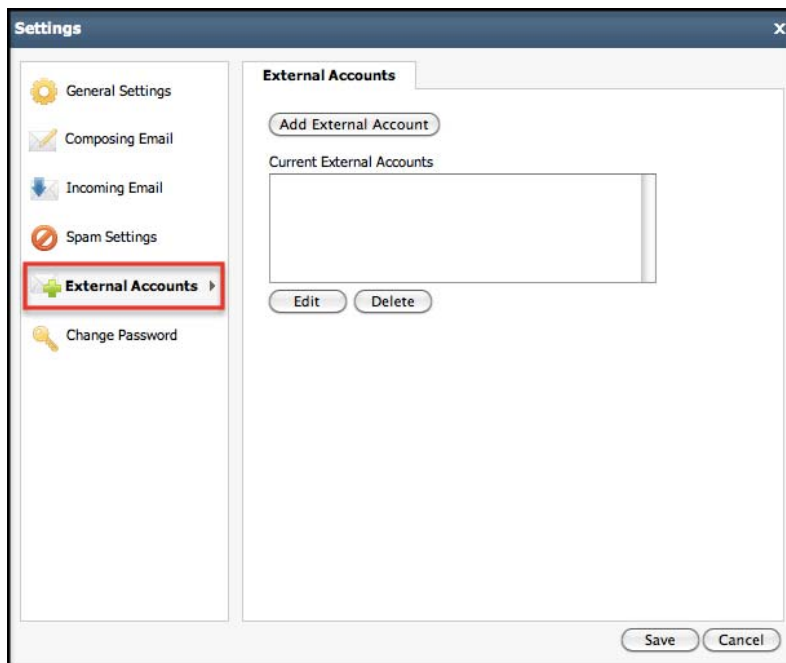 Settings
x
General Settings
Composing Email
Incoming Email
Spam Settings
External Accounts
Change Password
External Accounts
Add External Account
Current External Accounts
Edit Delete
Save Cancel